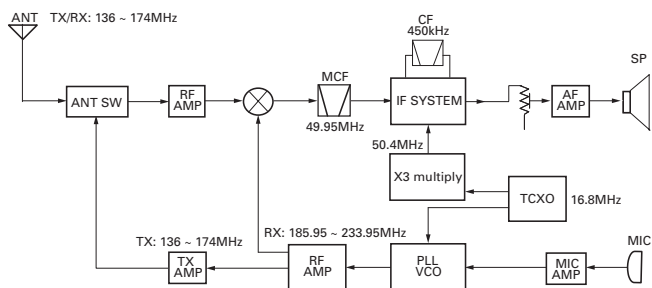 ANT TX/RX: 136 ~ 174MHz
CF
450kHz
SP
MCF
ANT SW
RF
AMP
IF SYSTEM
AF
AMP
49.95MHz
50.4MHz
X3 multiply
TCXO
16.8MHz
TX: 136 ~ 174MHz
RX: 185.95 ~ 233.95MHz
MIC
TX
AMP
RF
AMP
PLL
VCO
MIC
AMP